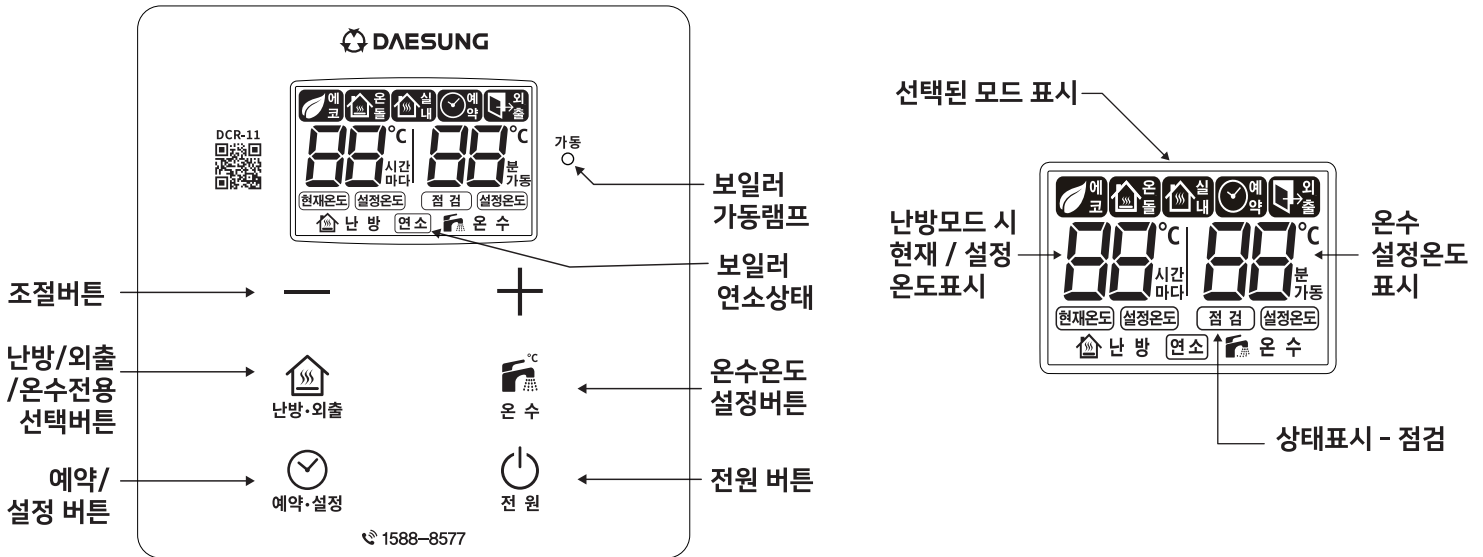 DAESUNG
에코 온돌 실내 예약 외출
DCR-11
88 °C 88 °C
시간마다 분 가동
현재온도 설정온도 점 검 설정온도
난 방 연소 온 수
가동
보일러
가동램프
보일러
연소상태
조절버튼
난방/외출
/온수전용
선택버튼
난방·외출
°C
온 수
온수온도
설정버튼
예약/
설정 버튼
예약·설정
전 원
전원 버튼
1588-8577
선택된 모드 표시
에코 온돌 실내 예약 외출
난방모드 시
현재 / 설정
온도표시
88 °C 88 °C
시간마다 분 가동
현재온도 설정온도 점 검 설정온도
난 방 연소 온 수
온수
설정온도
표시
상태표시 - 점검